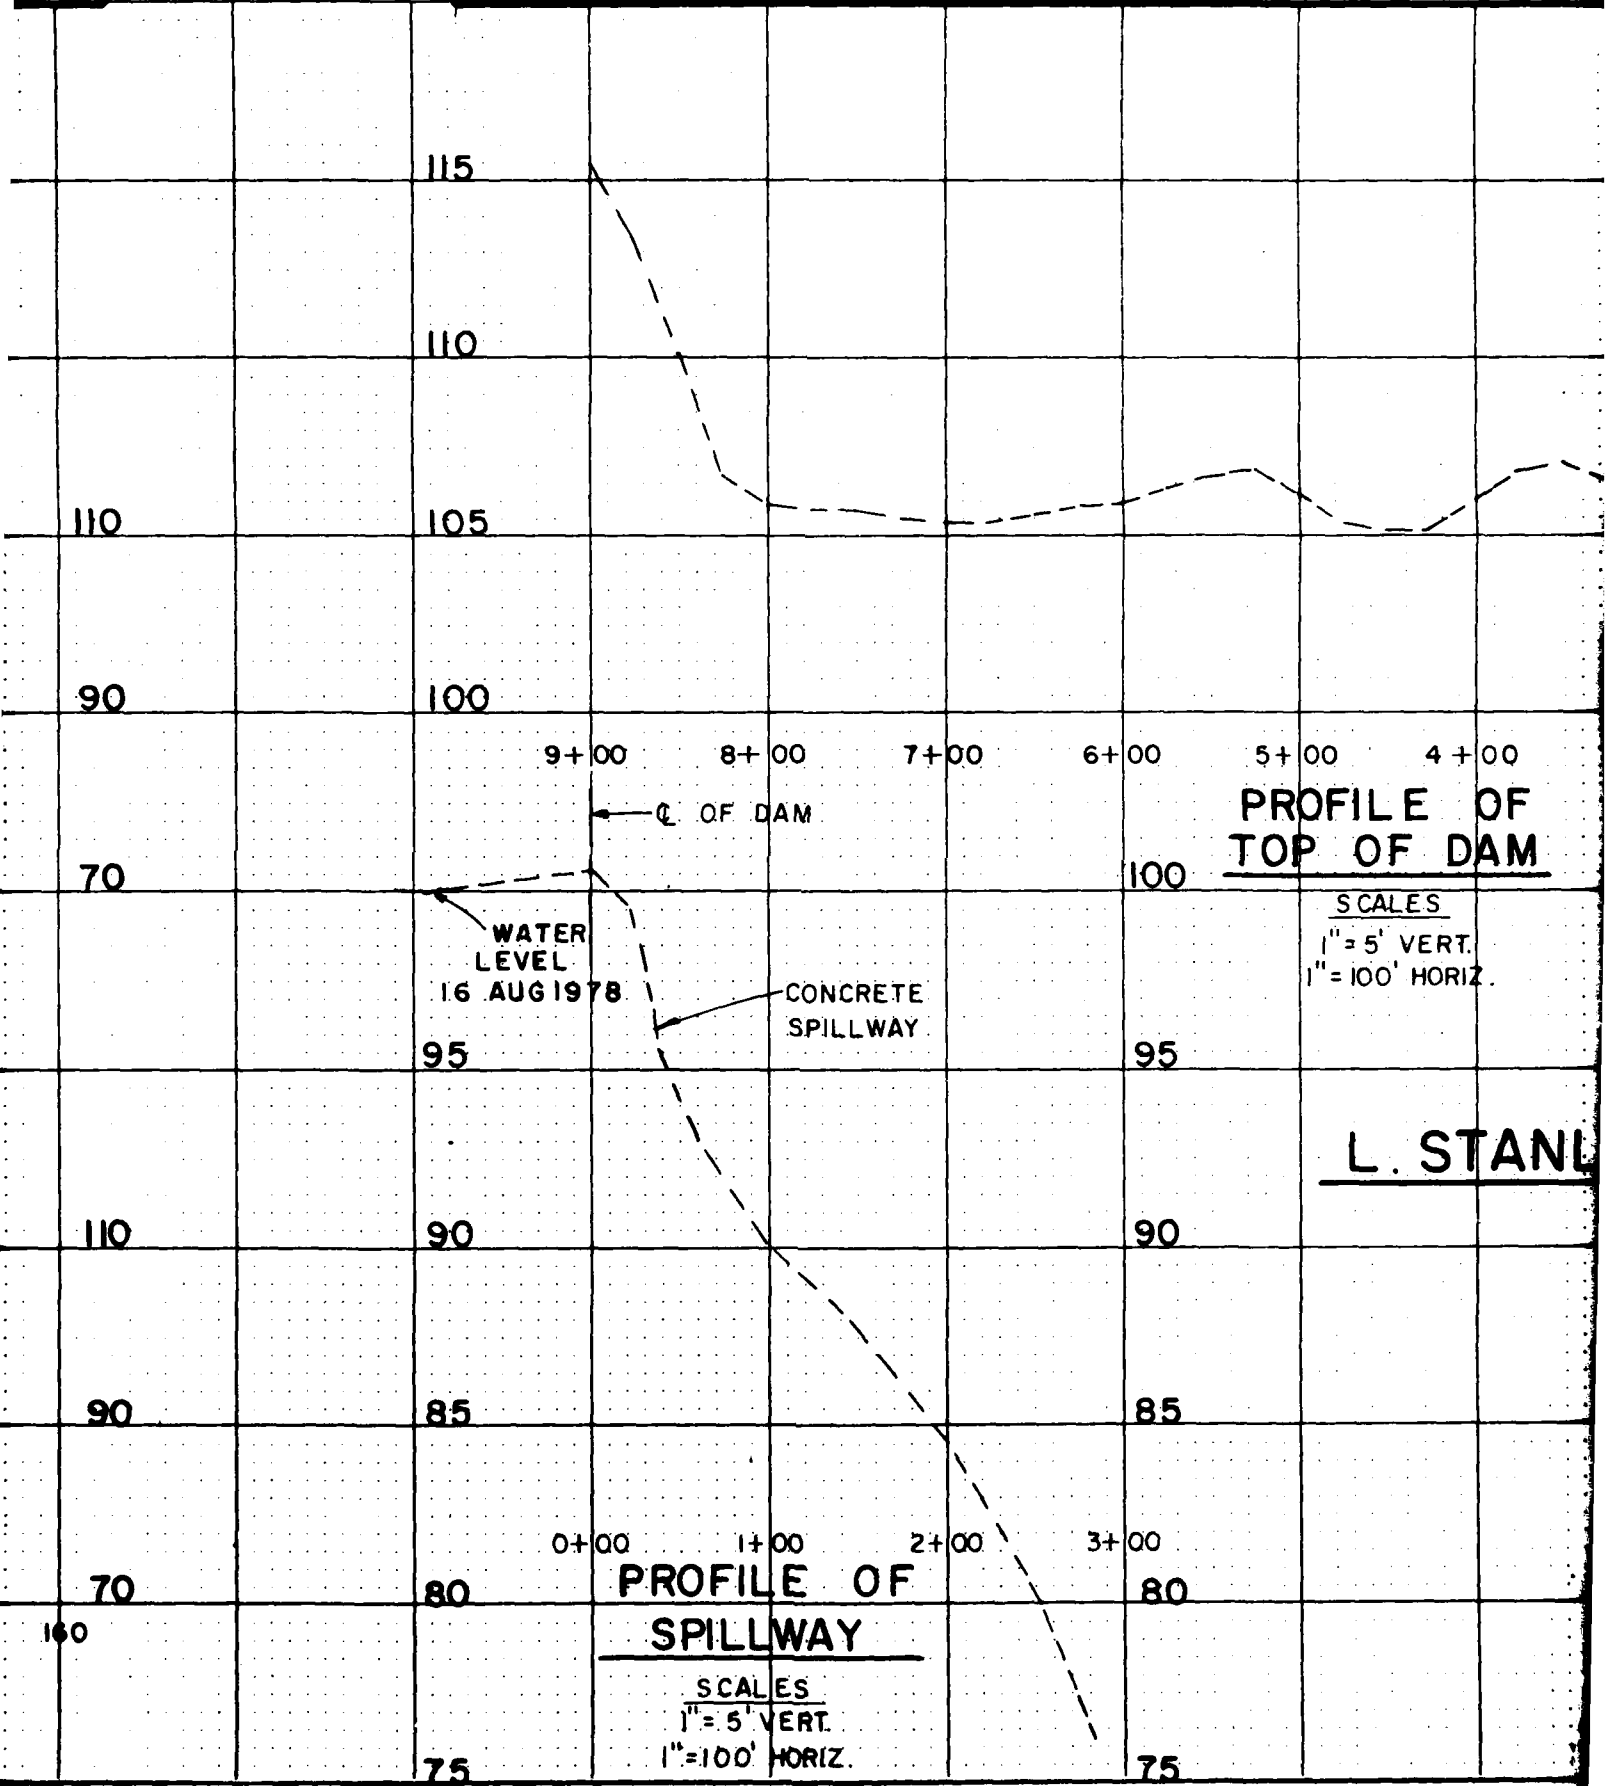 115
110
110
105
90
100
9+00 8+00 7+00 6+00 5+00 4+00
℄ OF DAM
PROFILE OF
TOP OF DAM
70
100
SCALES
1"=5' VERT.
1"=100' HORIZ.
WATER
LEVEL
16 AUG 1978
CONCRETE
SPILLWAY
95
95
L. STANL
110
90
90
90
85
85
0+00 1+00 2+00 3+00
PROFILE OF
SPILLWAY
70
80
80
160
SCALES
1"=5' VERT.
1"=100' HORIZ.
75
75